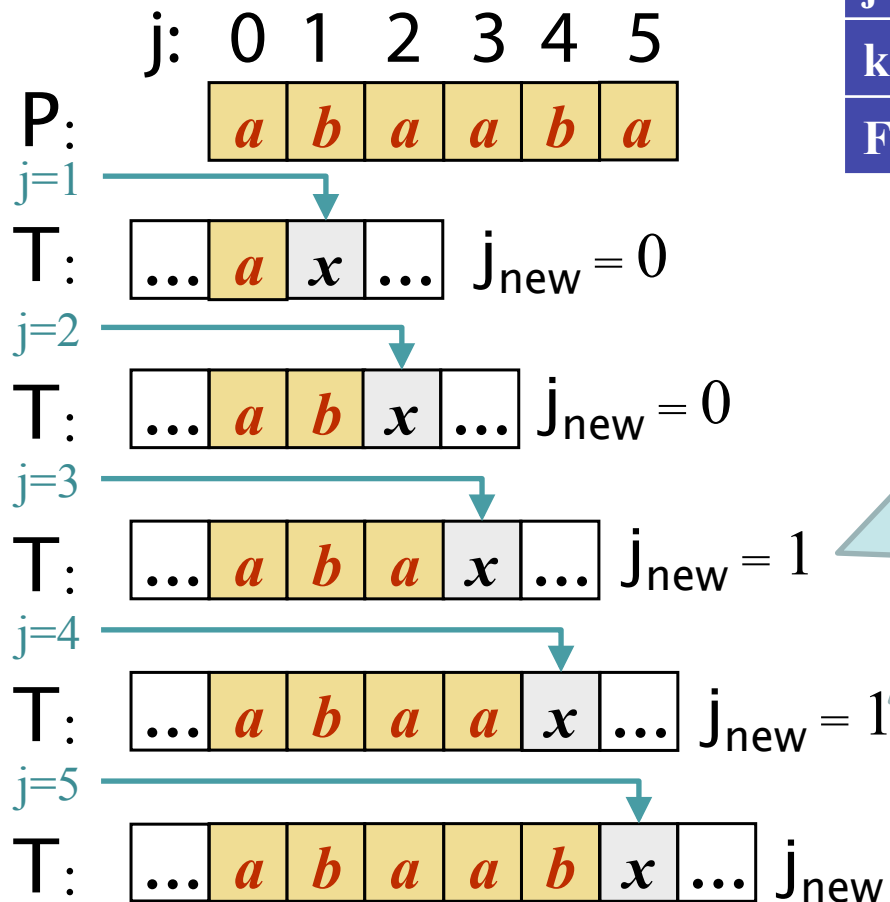 j: 0 1 2 3 4 5
k
P: a b a a b a
F
j=1
T: ... a x ... jnew = 0
j=2
T: ... a b x ... jnew = 0
j=3
T: ... a b a x ... jnew = 1
j=4
T: ... a b a a x ... jnew = 1
j=5
T: ... a b a a b x ... jnew